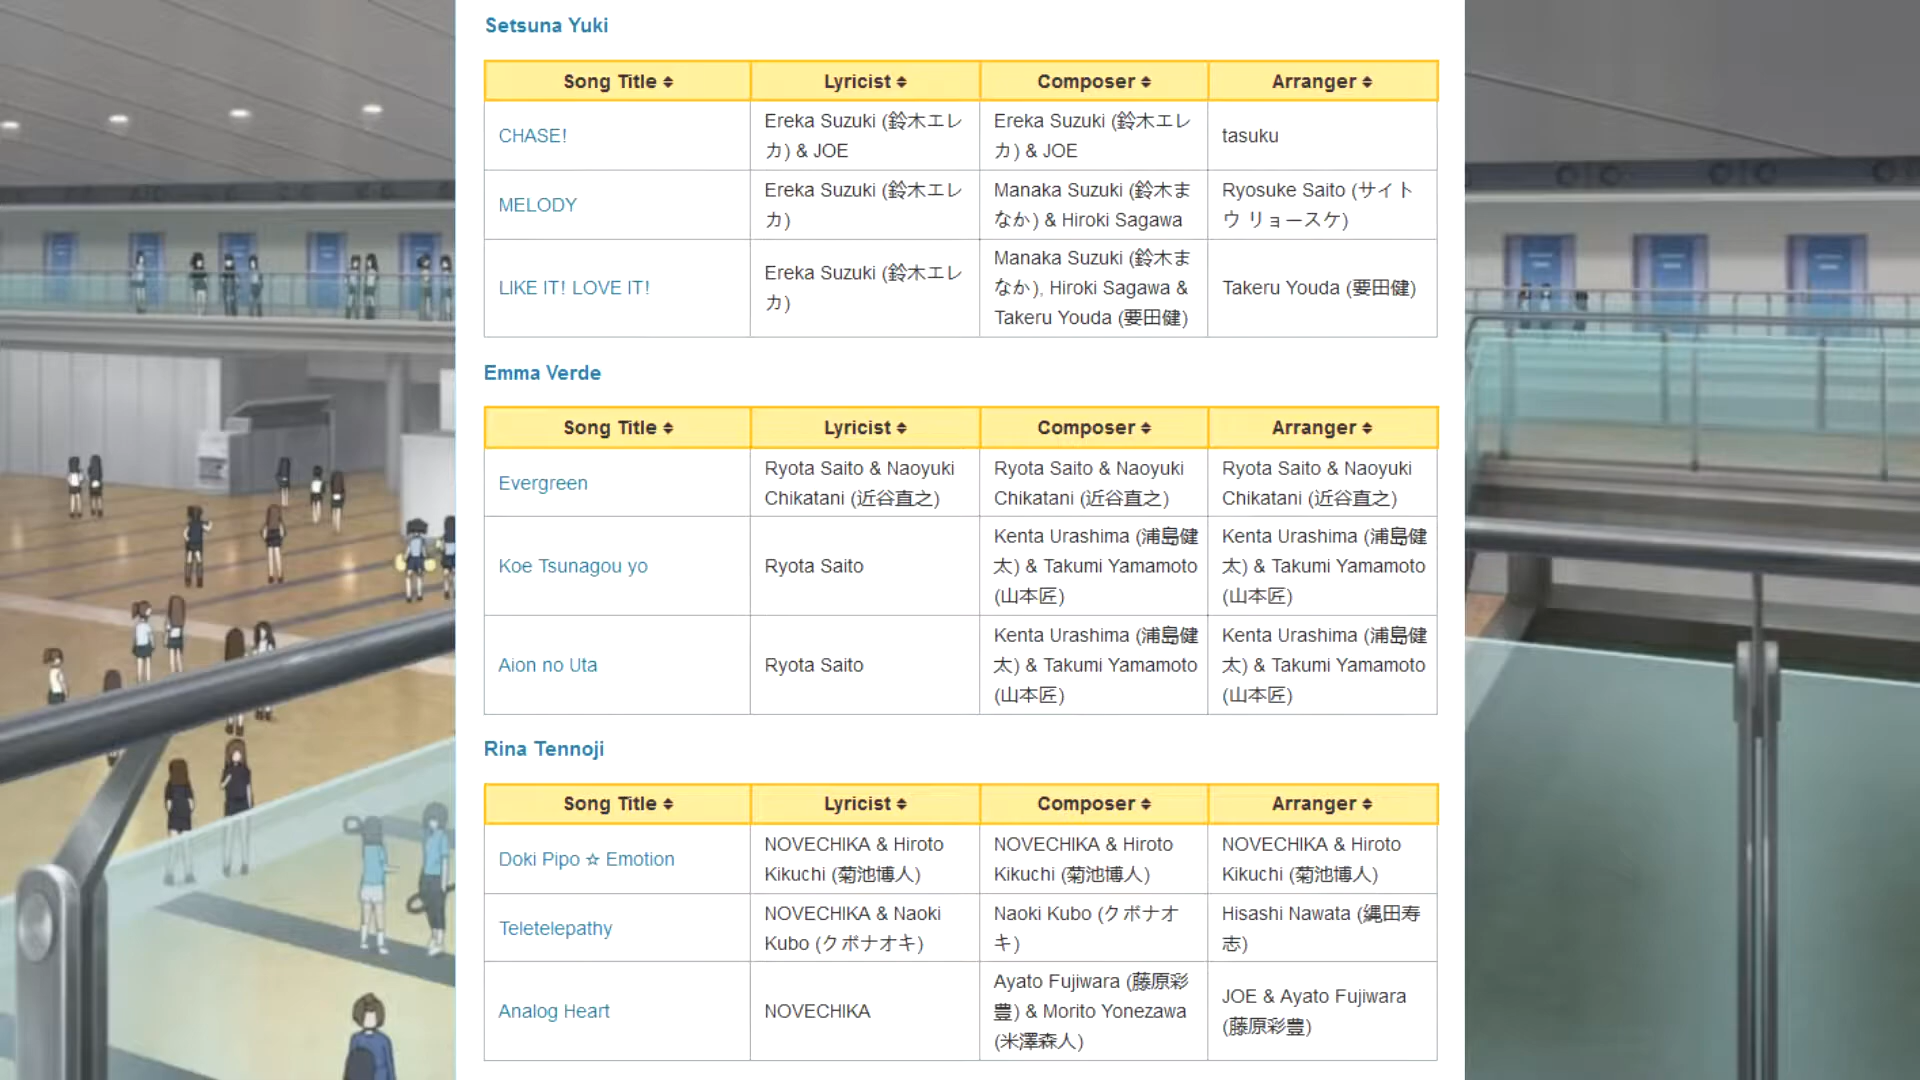 Setsuna Yuki
Song Title Lyricist Composer Arranger
CHASE!
Ereka Suzuki (鈴木エレ
カ) & JOE
Ereka Suzuki (鈴木エレ
カ) & JOE
tasuku
MELODY
Ereka Suzuki (鈴木エレ
カ)
Manaka Suzuki (鈴木ま
なか) & Hiroki Sagawa
Ryosuke Saito (サイト
ウ リョースケ)
LIKE IT! LOVE IT!
Ereka Suzuki (鈴木エレ
カ)
Manaka Suzuki (鈴木ま
なか), Hiroki Sagawa &
Takeru Youda (要田健)
Takeru Youda (要田健)
Emma Verde
Song Title Lyricist Composer Arranger
Evergreen
Ryota Saito & Naoyuki
Chikatani (近谷直之)
Ryota Saito & Naoyuki
Chikatani (近谷直之)
Ryota Saito & Naoyuki
Chikatani (近谷直之)
Koe Tsunagou yo
Ryota Saito
Kenta Urashima (浦島健
太) & Takumi Yamamoto
(山本匠)
Kenta Urashima (浦島健
太) & Takumi Yamamoto
(山本匠)
Aion no Uta
Ryota Saito
Kenta Urashima (浦島健
太) & Takumi Yamamoto
(山本匠)
Kenta Urashima (浦島健
太) & Takumi Yamamoto
(山本匠)
Rina Tennoji
Song Title Lyricist Composer Arranger
Doki Pipo ☆ Emotion
NOVECHIKA & Hiroto
Kikuchi (菊池博人)
NOVECHIKA & Hiroto
Kikuchi (菊池博人)
NOVECHIKA & Hiroto
Kikuchi (菊池博人)
Teletelepathy
NOVECHIKA & Naoki
Kubo (クボナオキ)
Naoki Kubo (クボナオ
キ)
Hisashi Nawata (縄田寿
志)
Analog Heart
NOVECHIKA
Ayato Fujiwara (藤原彩
豊) & Morito Yonezawa
(米澤森人)
JOE & Ayato Fujiwara
(藤原彩豊)